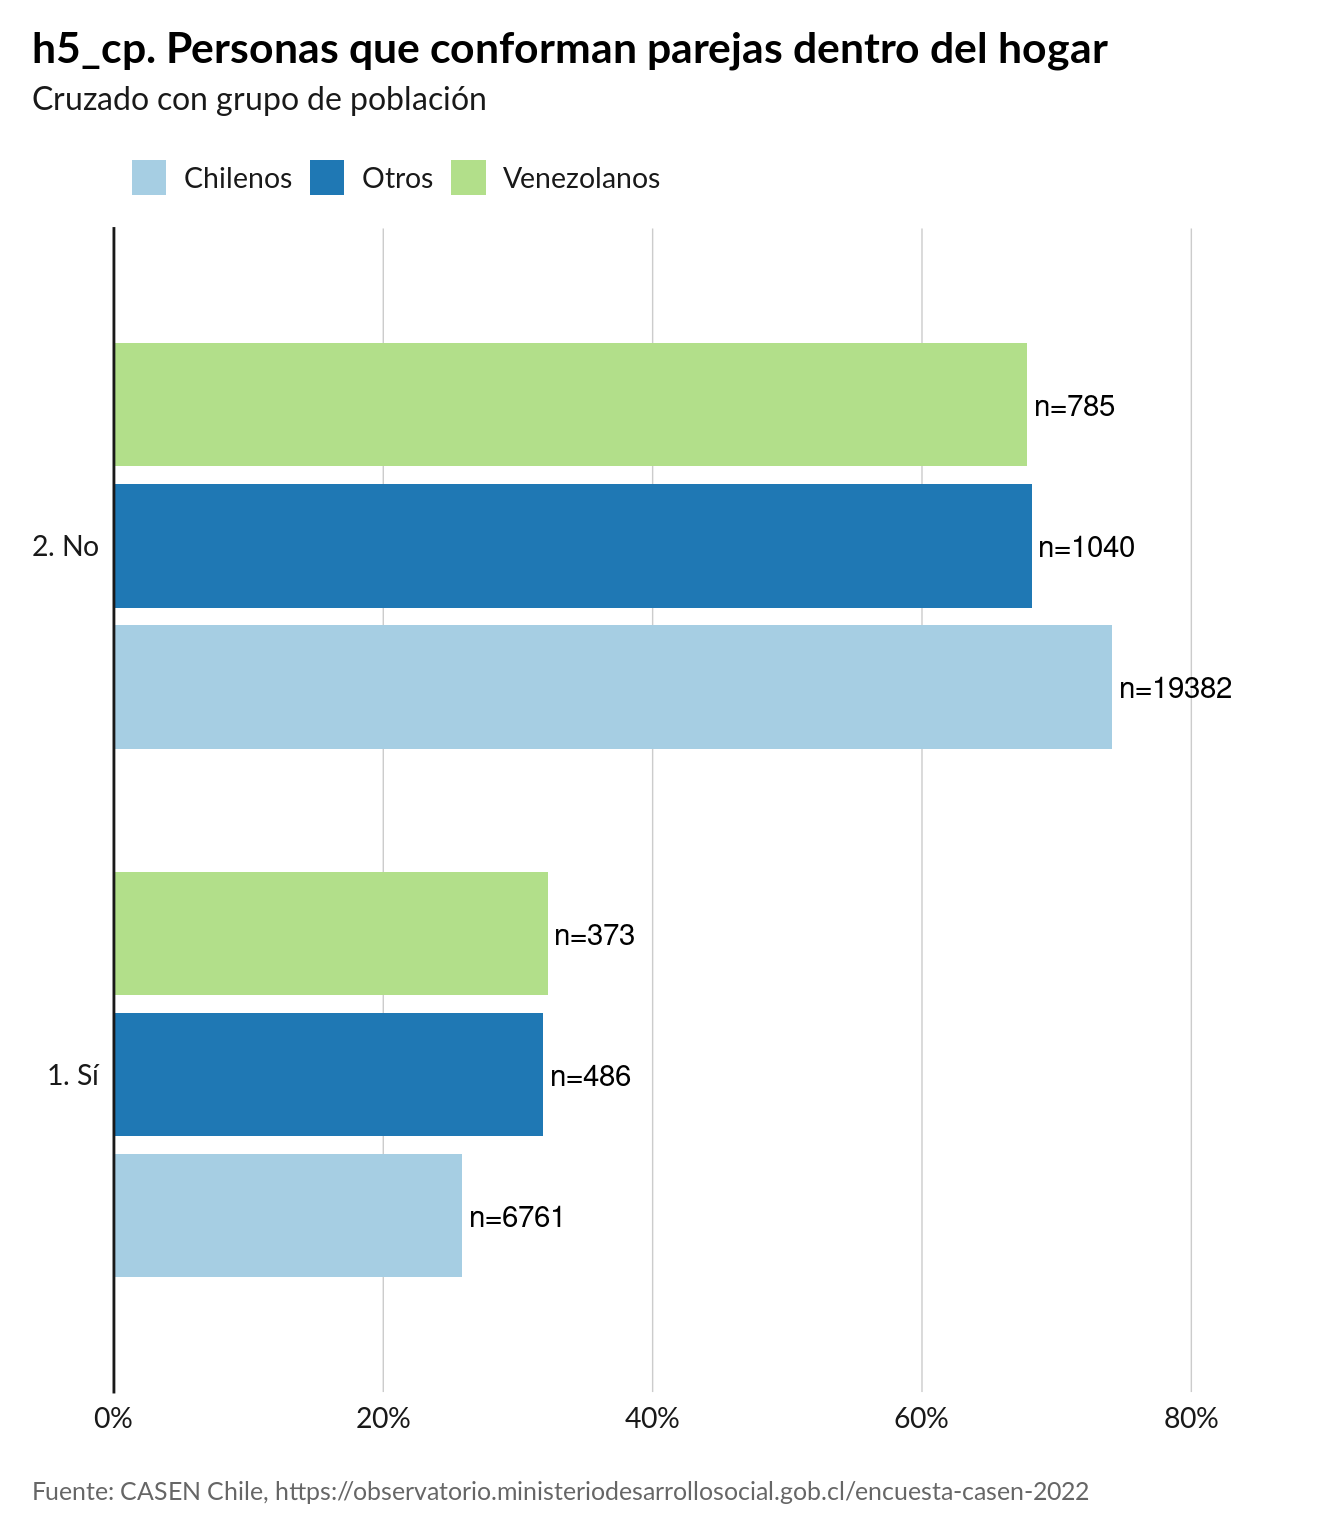 h5_cp. Personas que conforman parejas dentro del hogar
Cruzado con grupo de población
Chilenos Otros Venezolanos
n=785
2. No n=1040
n=19382
n=373
1. Sí n=486
n=6761
0% 20% 40% 60% 80%
Fuente: CASEN Chile, https://observatorio.ministeriodesarrollosocial.gob.cl/encuesta-casen-2022